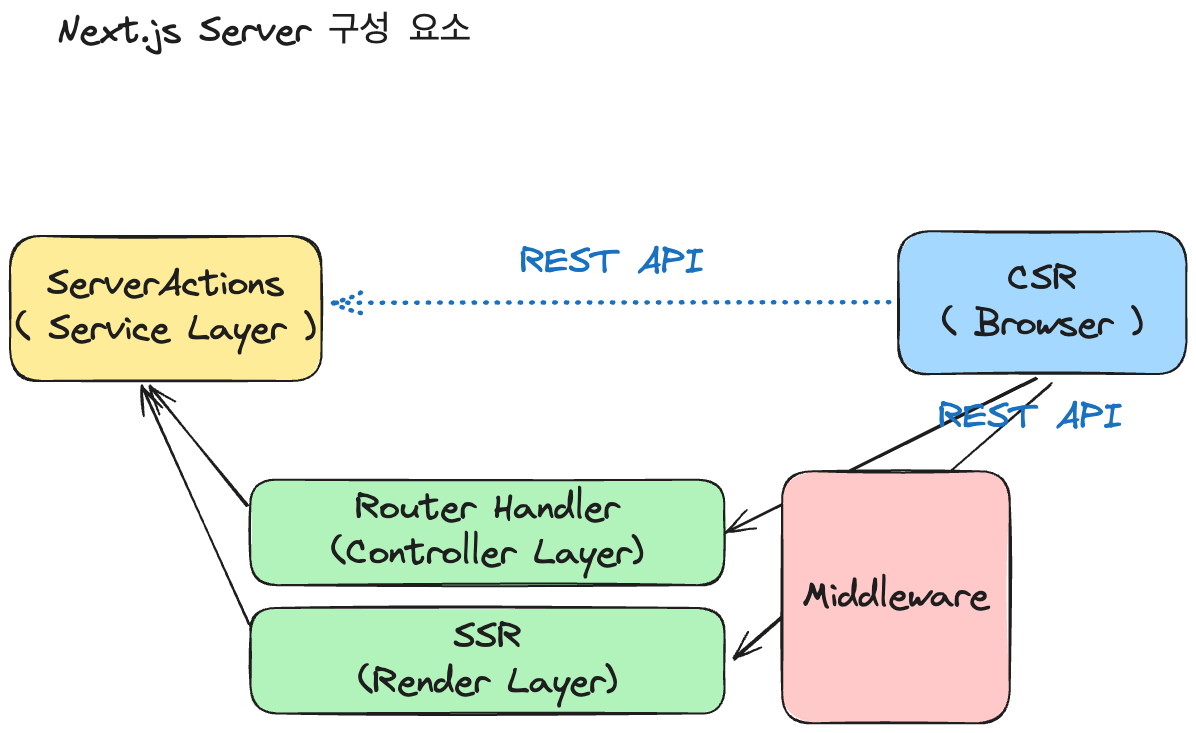 Next.js Server 구성 요소
REST API
ServerActions
( Service Layer )
CSR
( Browser )
REST API
Router Handler
(Controller Layer)
Middleware
SSR
(Render Layer)